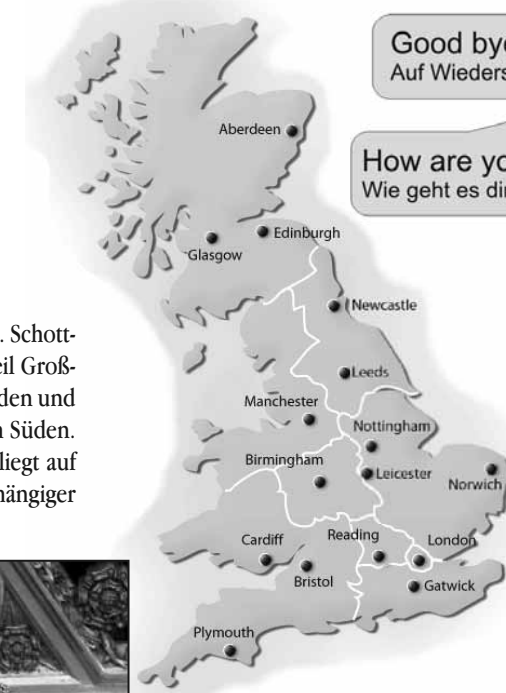 Good bye
Auf Wieders
How are yo
Wie geht es dir
Aberdeen
Edinburgh
Glasgow
Newcastle
Leeds
Manchester
Nottingham
Birmingham
Leicester
Norwich
Cardiff
Reading
London
Bristol
Gatwick
Plymouth
. Schott-
eil Groß-
den und
n Süden.
liegt auf
hängiger